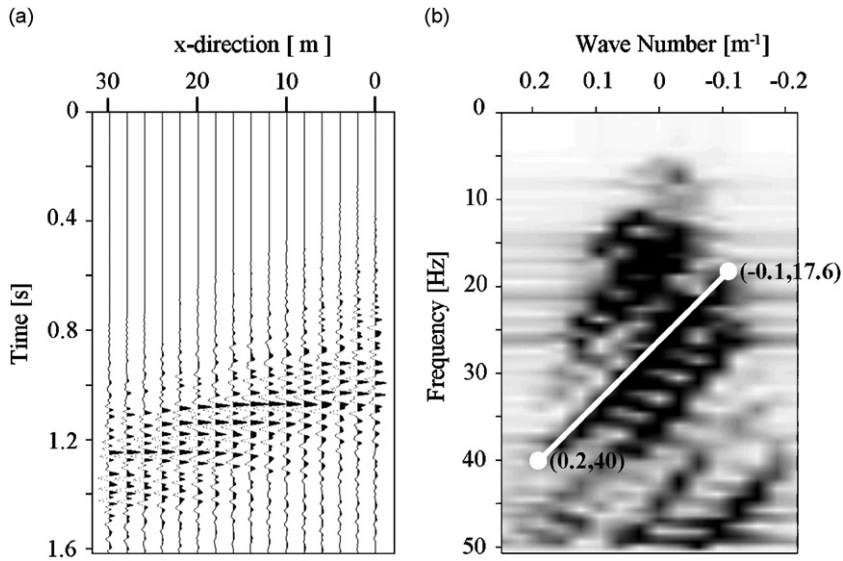 (a)
x-direction [ m ]
30 20 10 0
0
0.4
0.8
1.2
1.6
Time [s]
(b)
Wave Number [m⁻¹]
0.2 0.1 0 -0.1 -0.2
0
10
20
30
40
50
Frequency [Hz]
(-0.1,17.6)
(0.2,40)